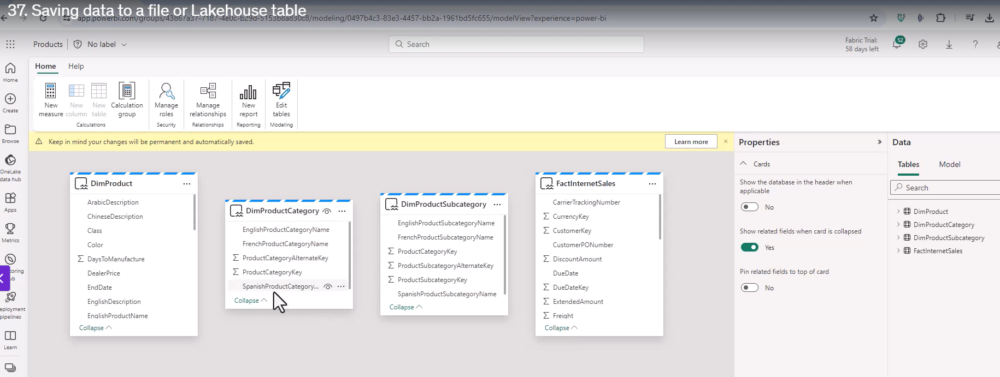 37. Saving data to a file or Lakehouse table
app.powerbi.com/groups/43867a37-7187-4e0c-b29d-5153b8a830c8/modeling/0497b4c3-83e3-4457-bb2a-1961bd5fc655/modelView?experience=power-bi
Products
No label
Search
Fabric Trial:
58 days left
52
?
Home
Help
Home
Create
Browse
OneLake
data hub
Apps
Metrics
Learn
New
measure
New
column
New
table
Calculation
group
Calculations
Manage
roles
Security
Manage
relationships
Relationships
New
report
Reporting
Edit
tables
Modeling
Keep in mind your changes will be permanent and automatically saved.
Learn more
DimProduct
ArabicDescription
ChineseDescription
Class
Color
DaysToManufacture
DealerPrice
EndDate
EnglishDescription
EnglishProductName
Collapse
DimProductCategory
EnglishProductCategoryName
FrenchProductCategoryName
ProductCategoryAlternateKey
ProductCategoryKey
SpanishProductCategory...
Collapse
DimProductSubcategory
EnglishProductSubcategoryName
FrenchProductSubcategoryName
ProductCategoryKey
ProductSubcategoryAlternateKey
ProductSubcategoryKey
SpanishProductSubcategoryName
Collapse
FactInternetSales
CarrierTrackingNumber
CurrencyKey
CustomerKey
CustomerPONumber
DiscountAmount
DueDate
DueDateKey
ExtendedAmount
Freight
Collapse
Properties
Cards
Show the database in the header when
applicable
No
Show related fields when card is collapsed
Yes
Pin related fields to top of card
No
Data
Tables
Model
Search
DimProduct
DimProductCategory
DimProductSubcategory
FactInternetSales